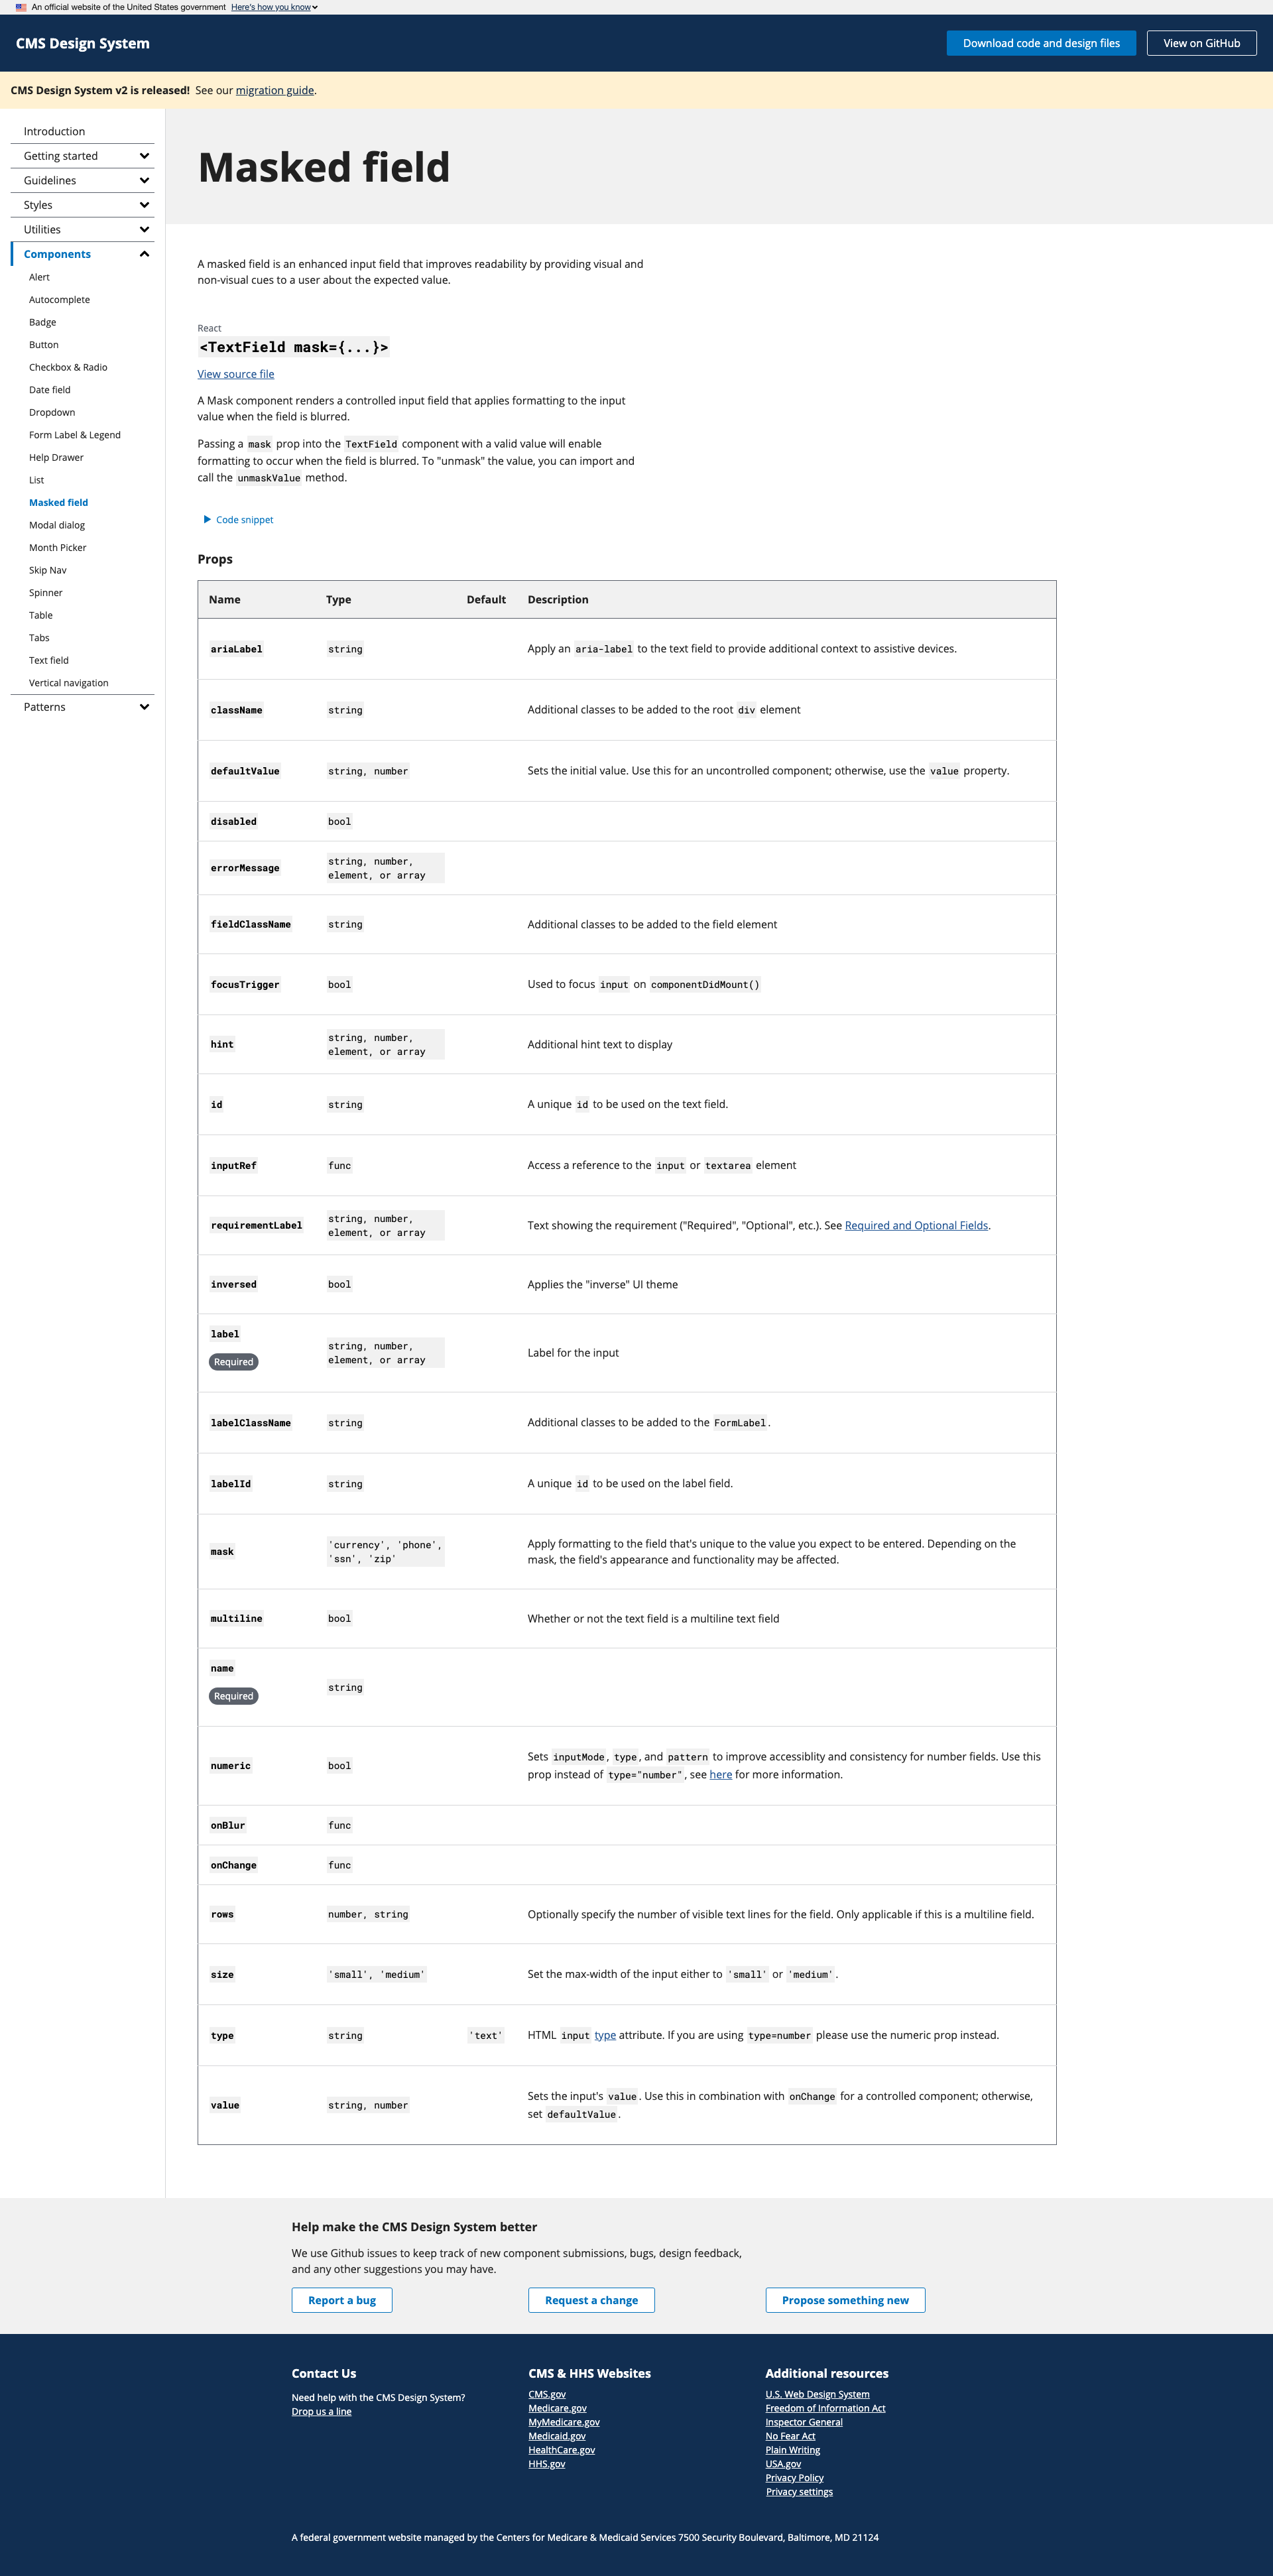 An official website of the United States government Here's how you know
CMS Design System
Download code and design files
View on GitHub
CMS Design System v2 is released! See our migration guide.
Introduction
Getting started
Guidelines
Styles
Utilities
Components
Alert
Autocomplete
Badge
Button
Checkbox & Radio
Date field
Dropdown
Form Label & Legend
Help Drawer
List
Masked field
Modal dialog
Month Picker
Skip Nav
Spinner
Table
Tabs
Text field
Vertical navigation
Patterns
Masked field
A masked field is an enhanced input field that improves readability by providing visual and
non-visual cues to a user about the expected value.
React
<TextField mask={...}>
View source file
A Mask component renders a controlled input field that applies formatting to the input
value when the field is blurred.
Passing a mask prop into the TextField component with a valid value will enable
formatting to occur when the field is blurred. To "unmask" the value, you can import and
call the unmaskValue method.
Code snippet
Props
Name Type Default Description
ariaLabel string Apply an aria-label to the text field to provide additional context to assistive devices.
className string Additional classes to be added to the root div element
defaultValue string, number Sets the initial value. Use this for an uncontrolled component; otherwise, use the value property.
disabled bool
errorMessage string, number,
element, or array
fieldClassName string Additional classes to be added to the field element
focusTrigger bool Used to focus input on componentDidMount()
hint string, number,
element, or array
Additional hint text to display
id string A unique id to be used on the text field.
inputRef func Access a reference to the input or textarea element
requirementLabel string, number,
element, or array
Text showing the requirement ("Required", "Optional", etc.). See Required and Optional Fields.
inversed bool Applies the "inverse" UI theme
label
Required
string, number,
element, or array
Label for the input
labelClassName string Additional classes to be added to the FormLabel.
labelId string A unique id to be used on the label field.
mask
'currency', 'phone',
'ssn', 'zip'
Apply formatting to the field that's unique to the value you expect to be entered. Depending on the
mask, the field's appearance and functionality may be affected.
multiline bool Whether or not the text field is a multiline text field
name
Required
string
numeric bool
Sets inputMode, type, and pattern to improve accessiblity and consistency for number fields. Use this
prop instead of type="number", see here for more information.
onBlur func
onChange func
rows number, string Optionally specify the number of visible text lines for the field. Only applicable if this is a multiline field.
size 'small', 'medium' Set the max-width of the input either to 'small' or 'medium'.
type string 'text' HTML input type attribute. If you are using type=number please use the numeric prop instead.
value string, number
Sets the input's value. Use this in combination with onChange for a controlled component; otherwise,
set defaultValue.
Help make the CMS Design System better
We use Github issues to keep track of new component submissions, bugs, design feedback,
and any other suggestions you may have.
Report a bug
Request a change
Propose something new
Contact Us
Need help with the CMS Design System?
Drop us a line
CMS & HHS Websites
CMS.gov
Medicare.gov
MyMedicare.gov
Medicaid.gov
HealthCare.gov
HHS.gov
Additional resources
U.S. Web Design System
Freedom of Information Act
Inspector General
No Fear Act
Plain Writing
USA.gov
Privacy Policy
Privacy settings
A federal government website managed by the Centers for Medicare & Medicaid Services 7500 Security Boulevard, Baltimore, MD 21124